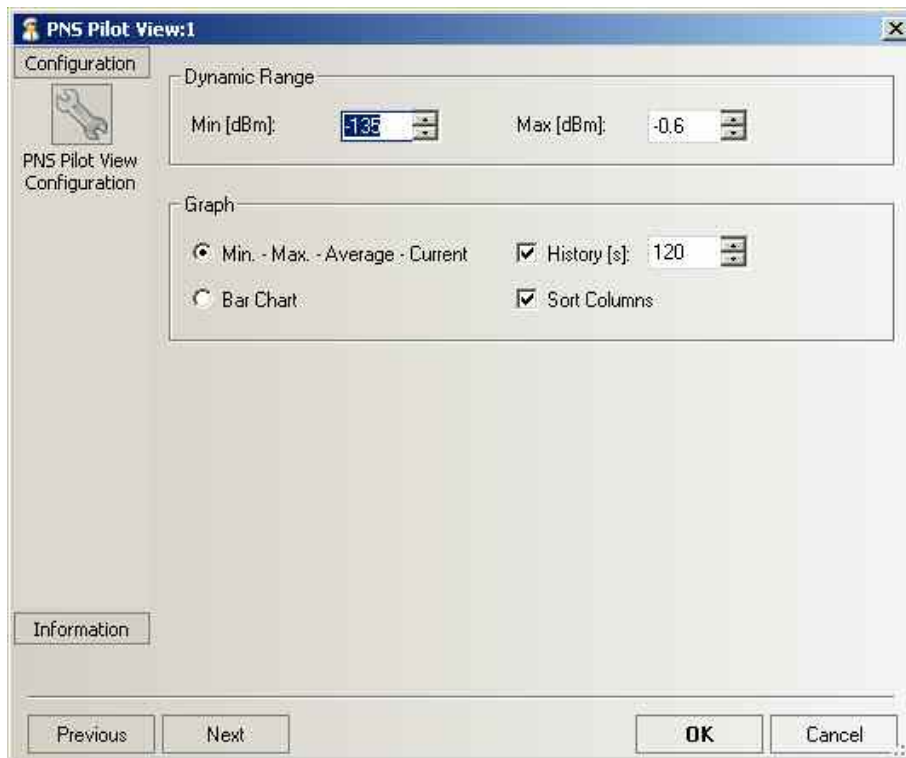 PNS Pilot View:1
Configuration
PNS Pilot View
Configuration
Dynamic Range
Min [dBm]: -135 Max [dBm]: -0.6
Graph
Min. - Max. - Average - Current History [s]: 120
Bar Chart Sort Columns
Information
Previous Next OK Cancel